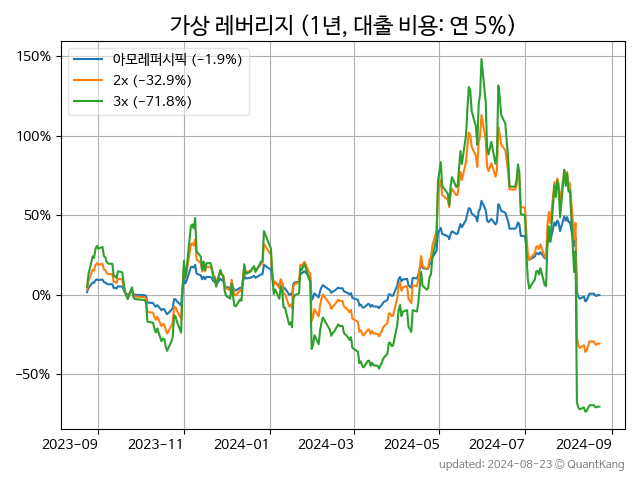 가상 레버리지 (1년, 대출 비용: 연 5%)
150%
100%
50%
0%
−50%
아모레퍼시픽 (−1.9%)
2x (−32.9%)
3x (−71.8%)
2023-09 2023-11 2024-01 2024-03 2024-05 2024-07 2024-09
updated: 2024-08-23 © QuantKang